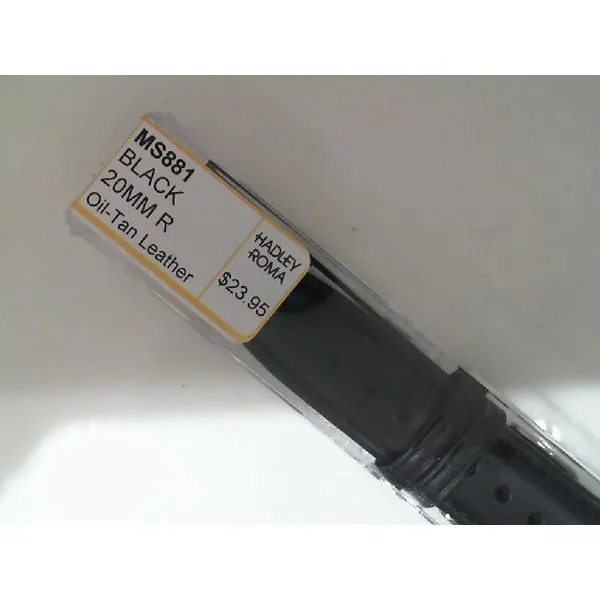 MS881
BLACK
20MM R
Oil-Tan Leather
HADLEY
ROMA
$23.95